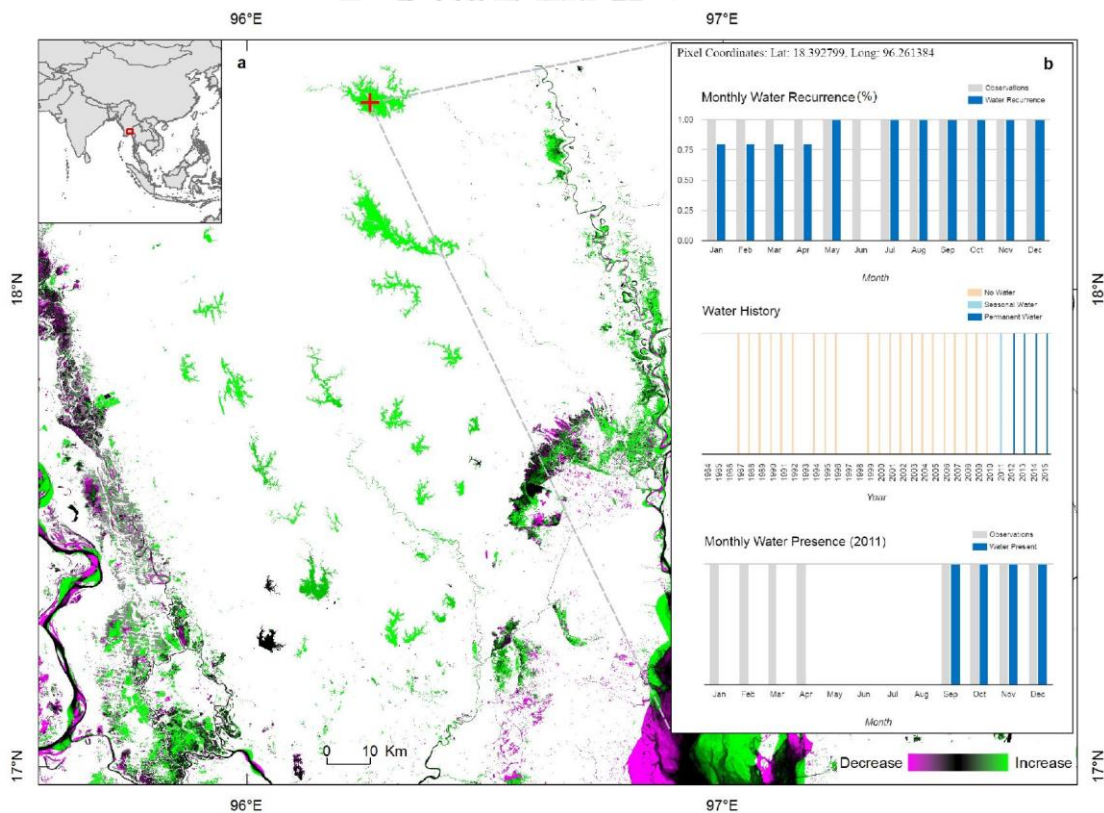 96°E
97°E
a
Pixel Coordinates: Lat: 18.392799, Long: 96.261384
b
Monthly Water Recurrence (%)
Observations
Water Recurrence
1.00
0.75
0.50
0.25
0.00
Jan Feb Mar Apr May Jun Jul Aug Sep Oct Nov Dec
Month
18°N
18°N
No Water
Seasonal Water
Permanent Water
Water History
1984 1985 1986 1987 1988 1989 1990 1991 1992 1993 1994 1995 1996 1997 1998 1999 2000 2001 2002 2003 2004 2005 2006 2007 2008 2009 2010 2011 2012 2013 2014 2015
Year
Monthly Water Presence (2011)
Observations
Water Present
Jan Feb Mar Apr May Jun Jul Aug Sep Oct Nov Dec
Month
0 10 Km
Decrease
Increase
17°N
17°N
96°E
97°E